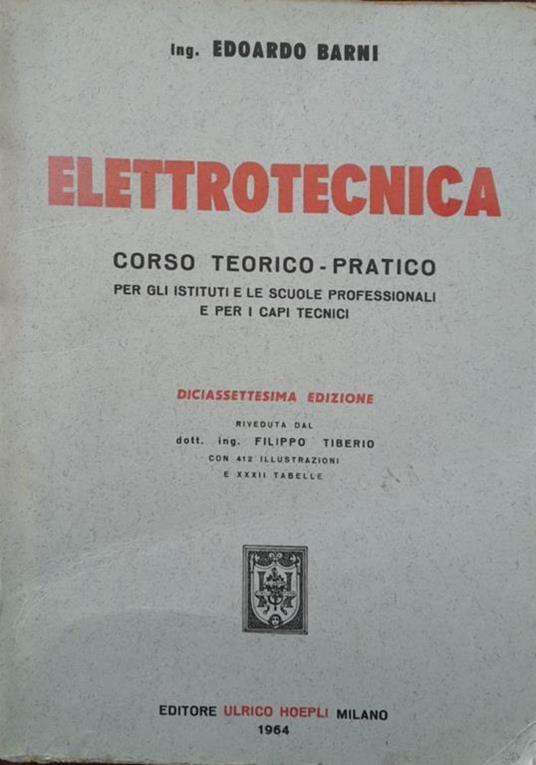 Ing. EDOARDO BARNI
ELETTROTECNICA
CORSO TEORICO - PRATICO
PER GLI ISTITUTI E LE SCUOLE PROFESSIONALI
E PER I CAPI TECNICI
DICIASSETTESIMA EDIZIONE
RIVEDUTA DAL
dott. ing. FILIPPO TIBERIO
CON 412 ILLUSTRAZIONI
E XXXII TABELLE
EDITORE ULRICO HOEPLI MILANO
1964